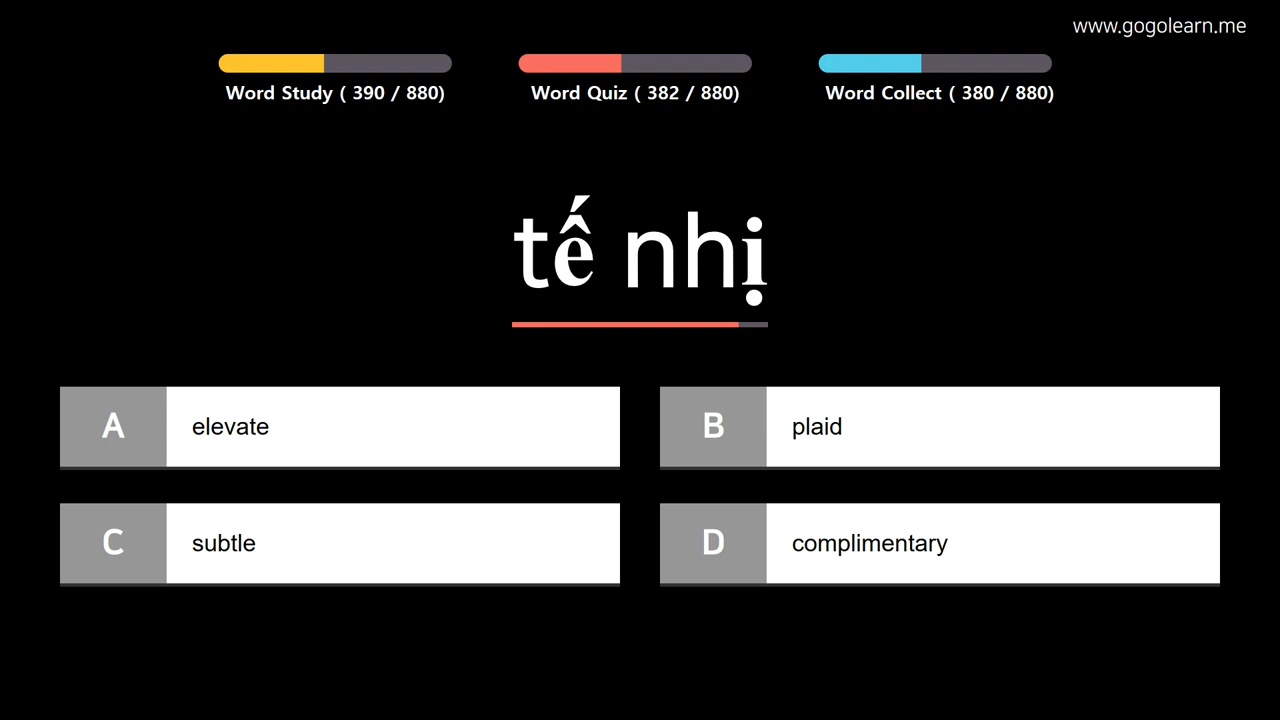 www.gogolearn.me
Word Study ( 390 / 880)
Word Quiz ( 382 / 880)
Word Collect ( 380 / 880)
tế nhị
A elevate
B plaid
C subtle
D complimentary